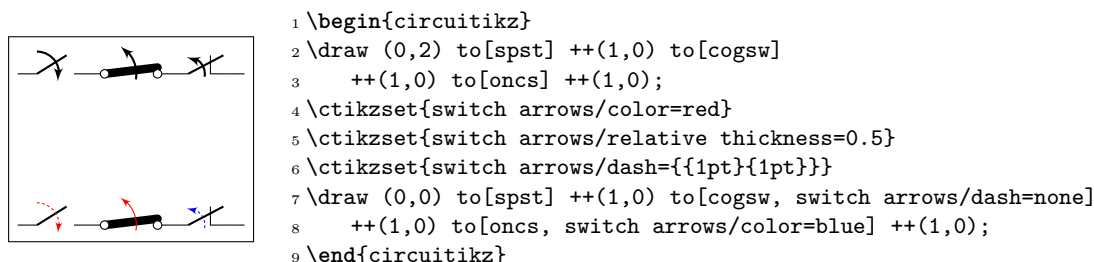 1 \begin{circuitikz}
2 \draw (0,2) to[spst] ++(1,0) to[cogsw]
3 ++(1,0) to[oncs] ++(1,0);
4 \ctikzset{switch arrows/color=red}
5 \ctikzset{switch arrows/relative thickness=0.5}
6 \ctikzset{switch arrows/dash={{1pt}{1pt}}}
7 \draw (0,0) to[spst] ++(1,0) to[cogsw, switch arrows/dash=none]
8 ++(1,0) to[oncs, switch arrows/color=blue] ++(1,0);
9 \end{circuitikz}